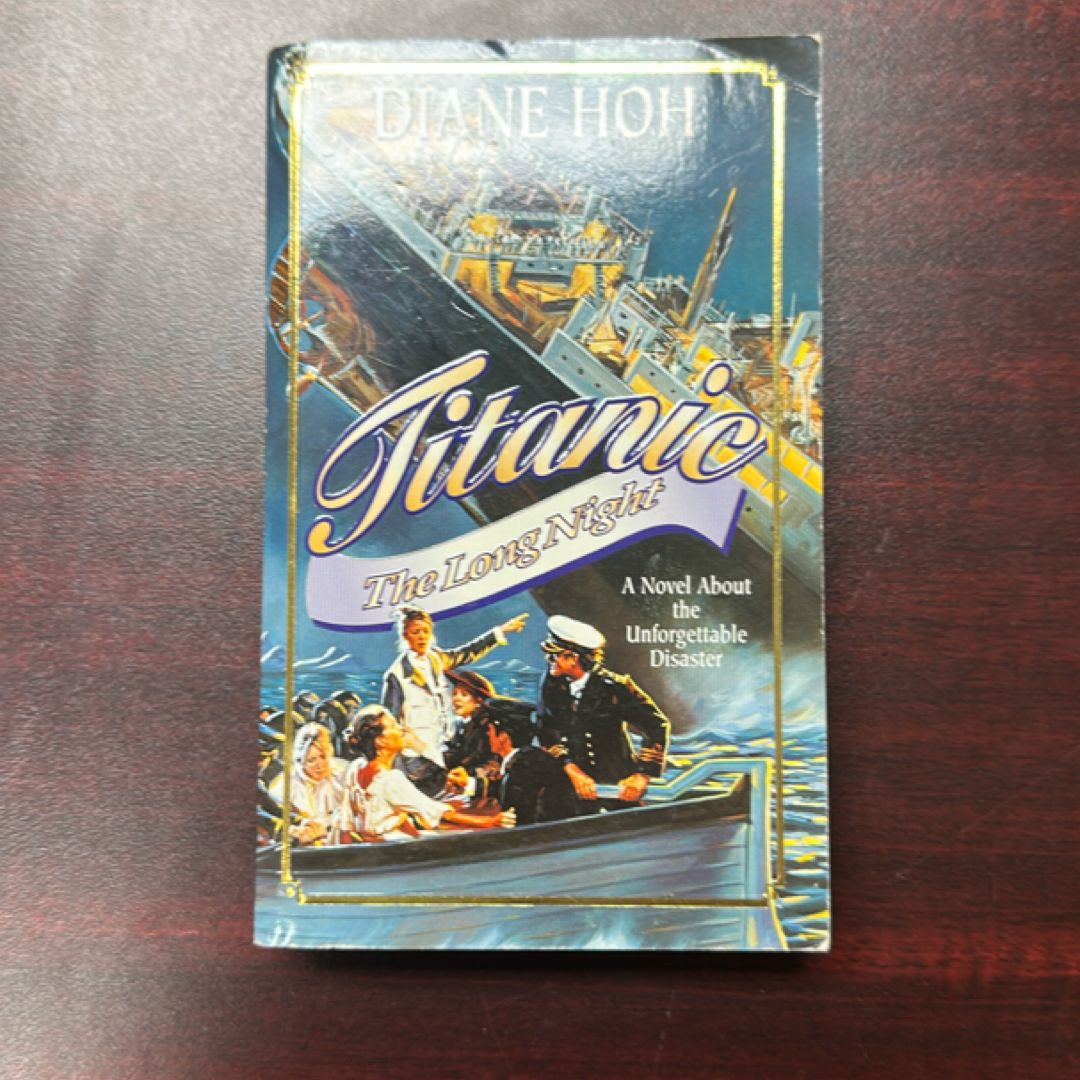 DIANE HOH
Titanic
The Long Night
A Novel About
the
Unforgettable
Disaster